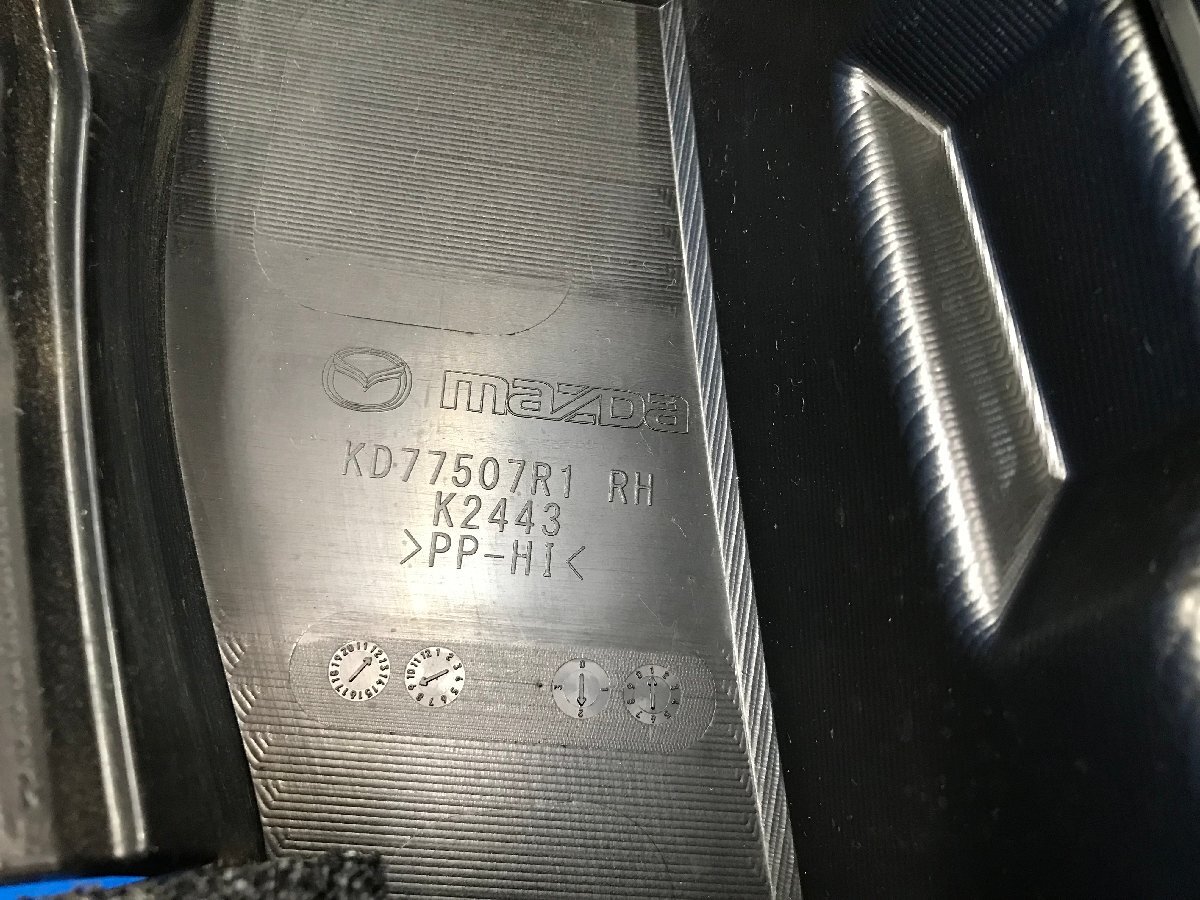 mazda
KD77507R1 RH
K2443
>PP-HI<